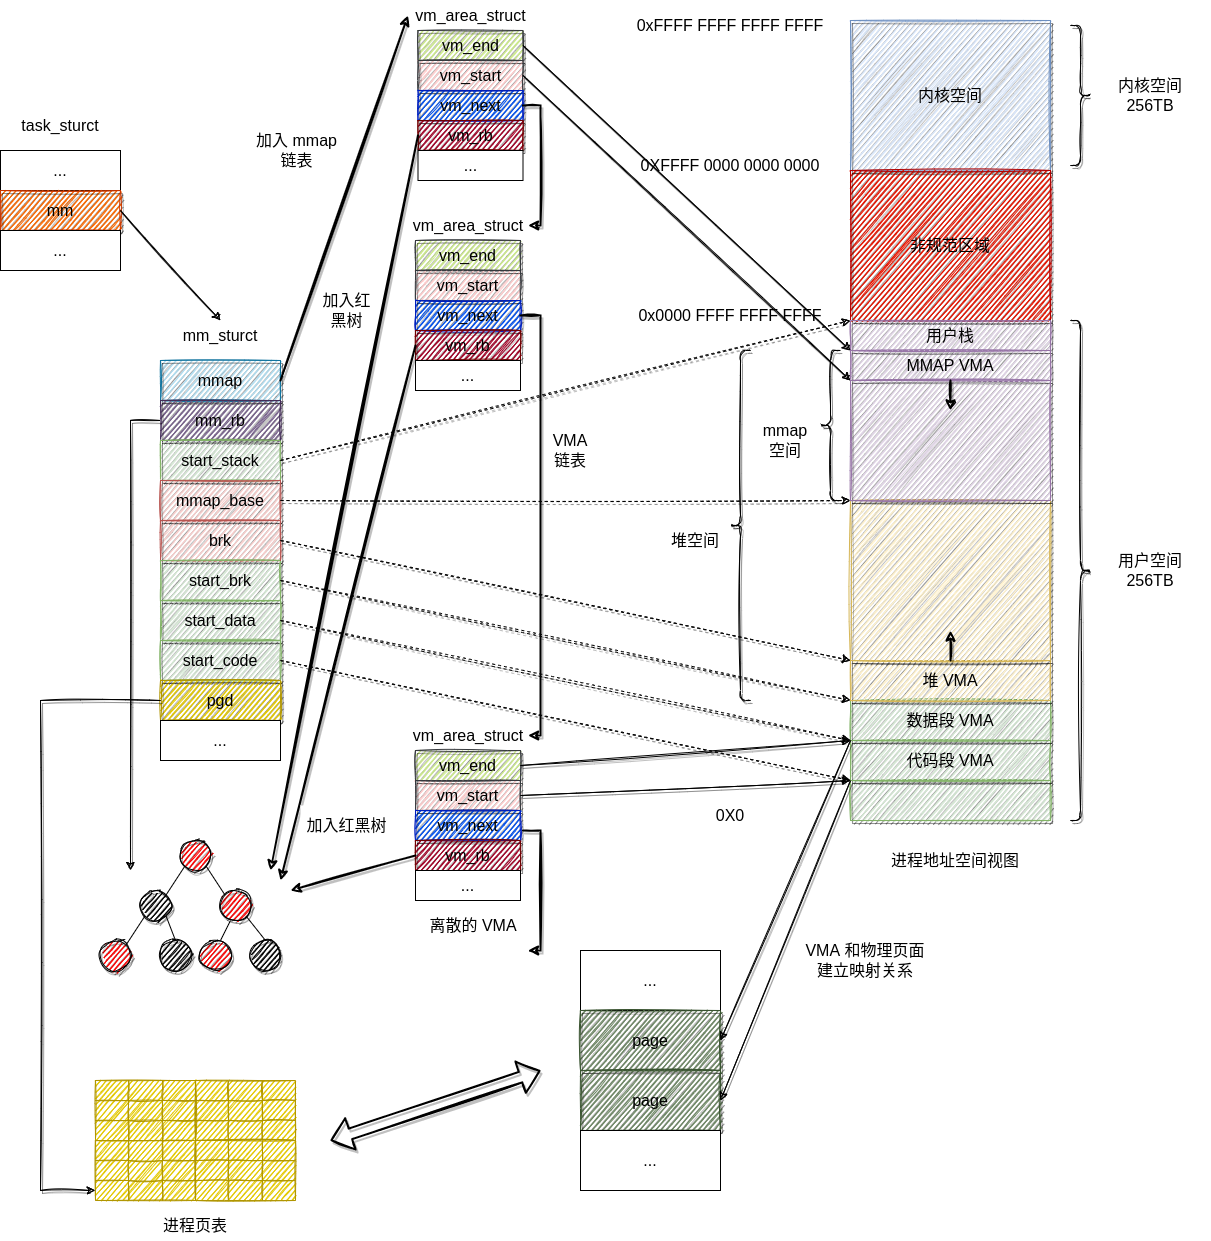 task_sturct
...
mm
...
mm_sturct
mmap
mm_rb
start_stack
mmap_base
brk
start_brk
start_data
start_code
pgd
...
加入 mmap
链表
加入红
黑树
加入红黑树
vm_area_struct
vm_end
vm_start
vm_next
vm_rb
...
vm_area_struct
vm_end
vm_start
vm_next
vm_rb
...
VMA
链表
vm_area_struct
vm_end
vm_start
vm_next
vm_rb
...
离散的 VMA
0xFFFF FFFF FFFF FFFF
0XFFFF 0000 0000 0000
0x0000 FFFF FFFF FFFF
mmap
空间
堆空间
0X0
内核空间
非规范区域
用户栈
MMAP VMA
堆 VMA
数据段 VMA
代码段 VMA
进程地址空间视图
内核空间
256TB
用户空间
256TB
VMA 和物理页面
建立映射关系
...
page
page
...
进程页表